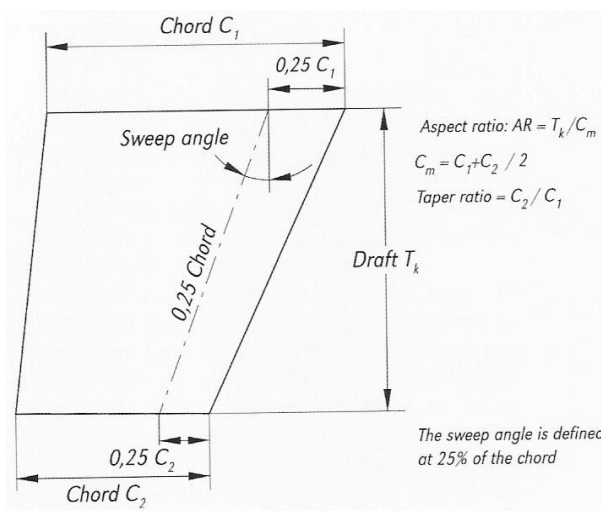 Chord C₁
0,25 C₁
Sweep angle
Aspect ratio: AR = Tₖ/Cₘ
Cₘ = C₁+C₂ / 2
Taper ratio = C₂/ C₁
0,25 Chord
Draft Tₖ
0,25 C₂
Chord C₂
The sweep angle is defined
at 25% of the chord